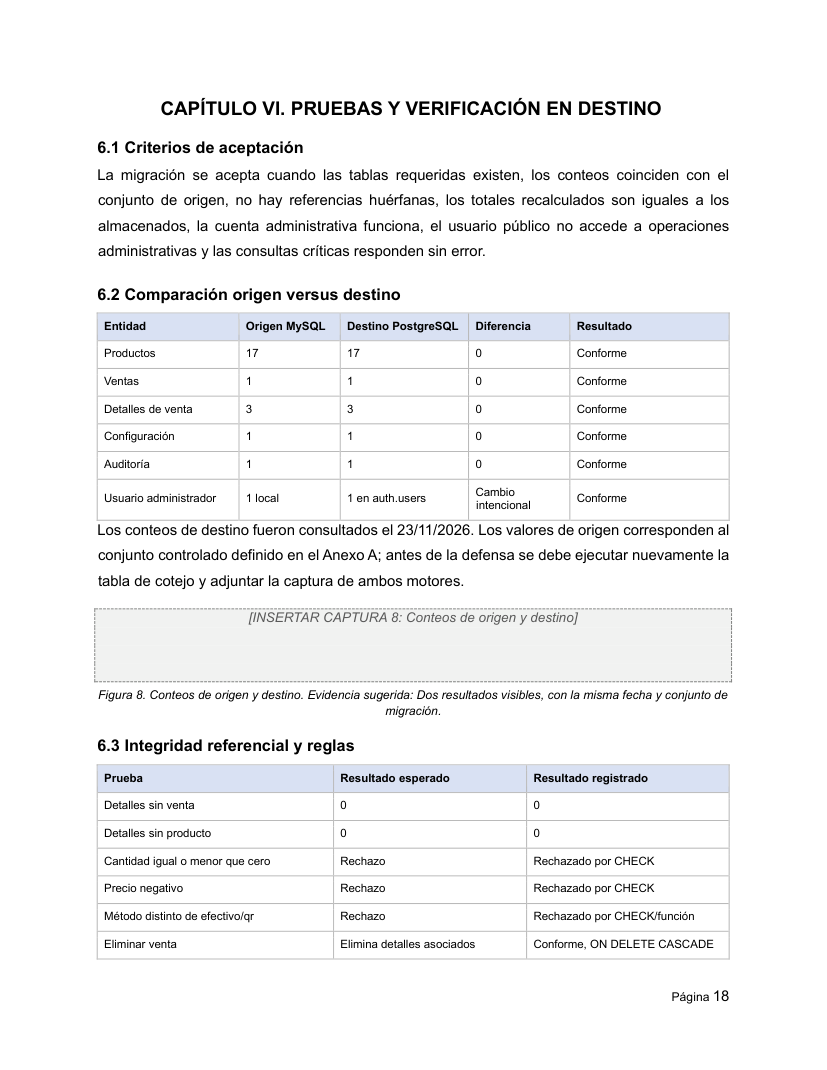 CAPÍTULO VI. PRUEBAS Y VERIFICACIÓN EN DESTINO
6.1 Criterios de aceptación
La migración se acepta cuando las tablas requeridas existen, los conteos coinciden con el
conjunto de origen, no hay referencias huérfanas, los totales recalculados son iguales a los
almacenados, la cuenta administrativa funciona, el usuario público no accede a operaciones
administrativas y las consultas críticas responden sin error.
6.2 Comparación origen versus destino
Entidad Origen MySQL Destino PostgreSQL Diferencia Resultado
Productos 17 17 0 Conforme
Ventas 1 1 0 Conforme
Detalles de venta 3 3 0 Conforme
Configuración 1 1 0 Conforme
Auditoría 1 1 0 Conforme
Usuario administrador 1 local 1 en auth.users Cambio intencional Conforme
Los conteos de destino fueron consultados el 23/11/2026. Los valores de origen corresponden al
conjunto controlado definido en el Anexo A; antes de la defensa se debe ejecutar nuevamente la
tabla de cotejo y adjuntar la captura de ambos motores.
[INSERTAR CAPTURA 8: Conteos de origen y destino]
Figura 8. Conteos de origen y destino. Evidencia sugerida: Dos resultados visibles, con la misma fecha y conjunto de
migración.
6.3 Integridad referencial y reglas
Prueba Resultado esperado Resultado registrado
Detalles sin venta 0 0
Detalles sin producto 0 0
Cantidad igual o menor que cero Rechazo Rechazado por CHECK
Precio negativo Rechazo Rechazado por CHECK
Método distinto de efectivo/qr Rechazo Rechazado por CHECK/función
Eliminar venta Elimina detalles asociados Conforme, ON DELETE CASCADE
Página 18